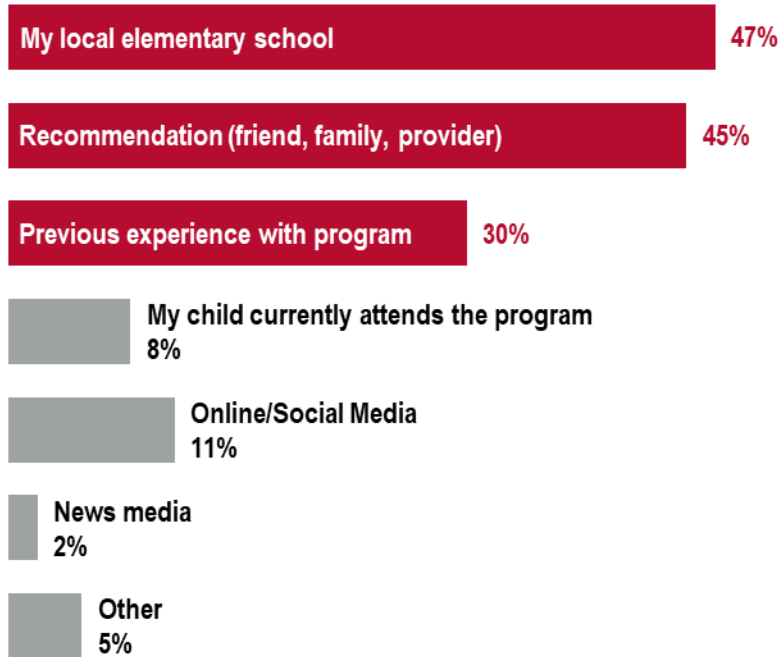 My local elementary school 47%
Recommendation (friend, family, provider) 45%
Previous experience with program 30%
My child currently attends the program
8%
Online/Social Media
11%
News media
2%
Other
5%